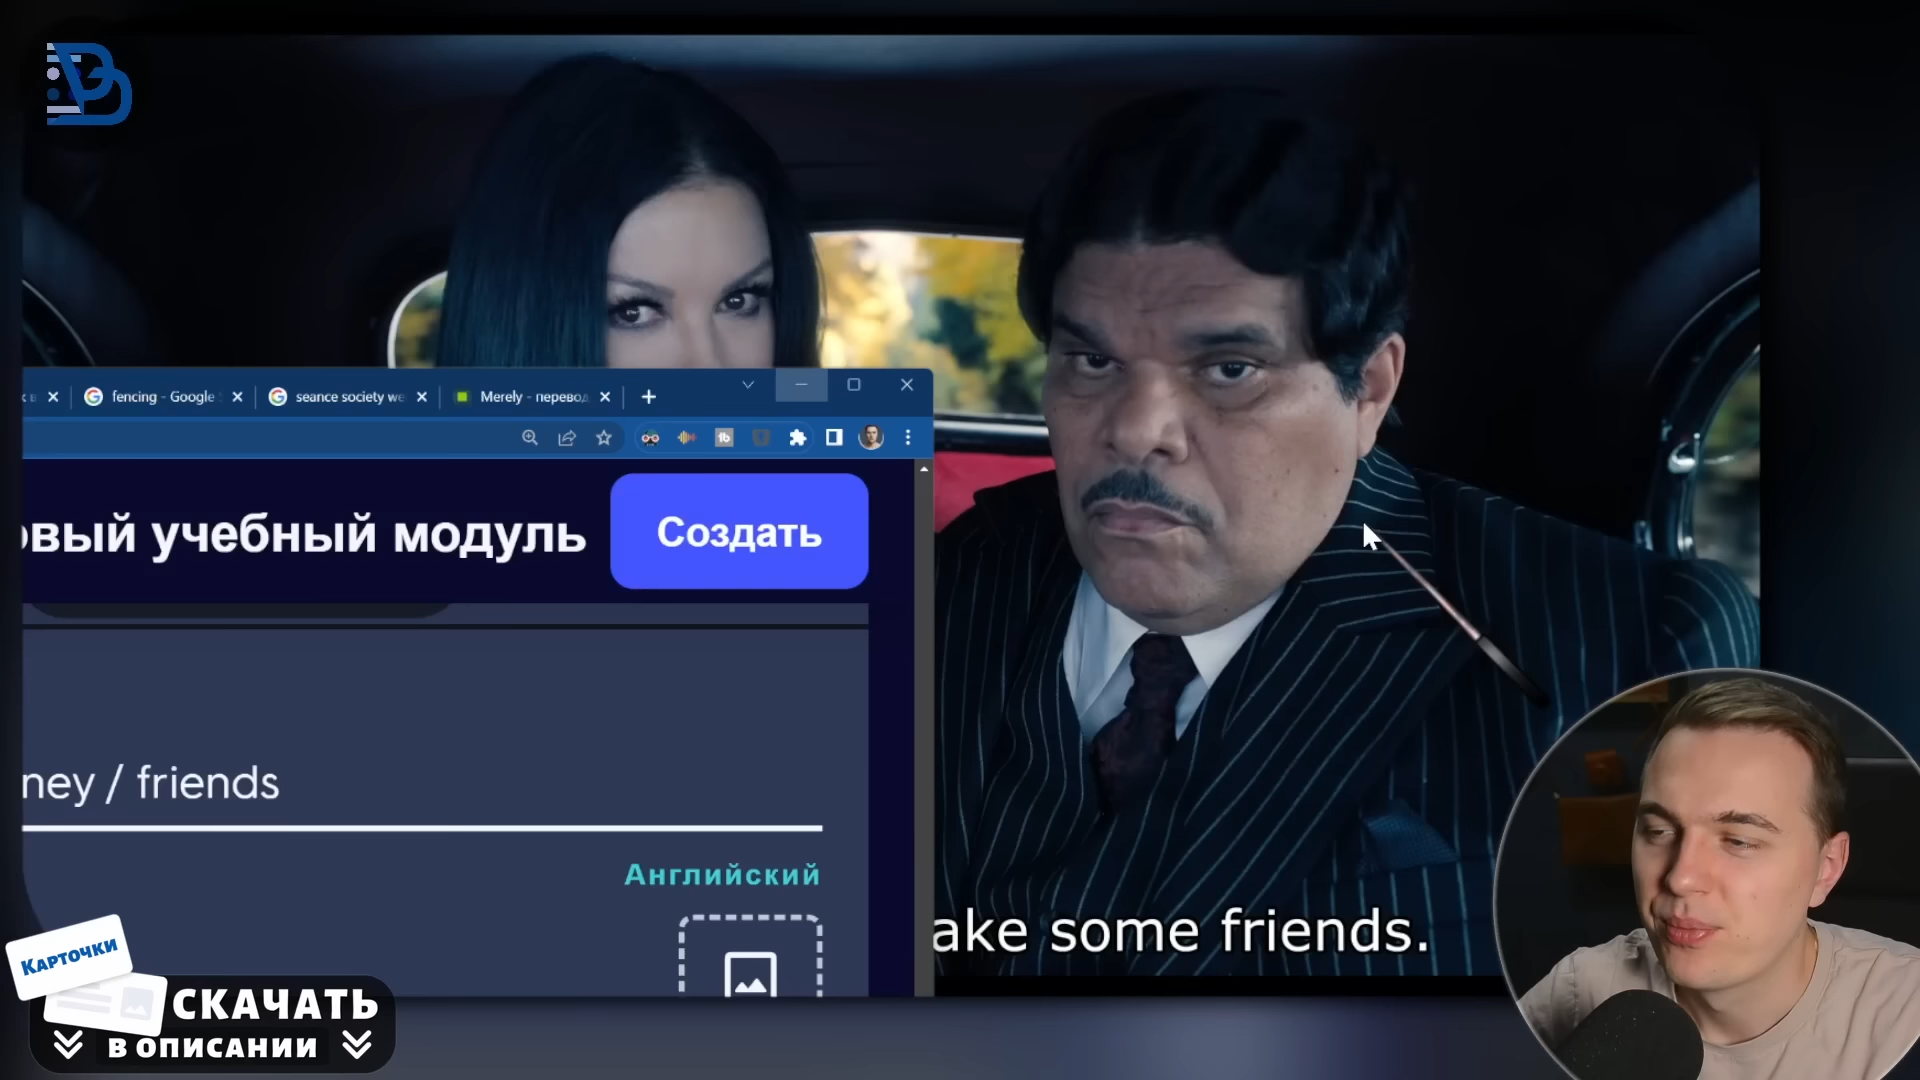 fencing - Google
seance society we
Merely - перевод
овый учебный модуль
Создать
ney / friends
Английский
ake some friends.
Карточки
СКАЧАТЬ
В ОПИСАНИИ